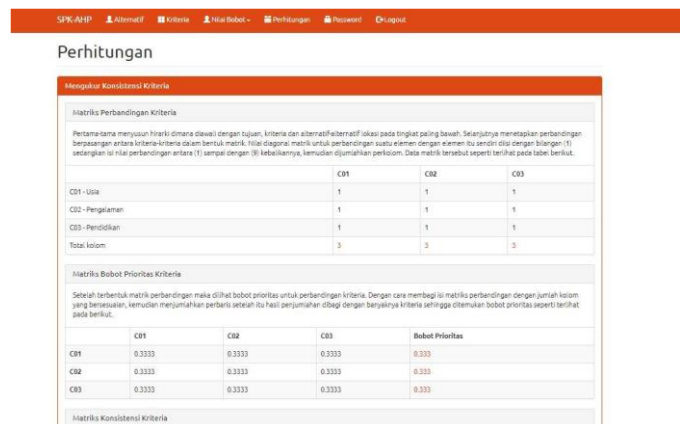 SPK-AHP Alternatif Kriteria Nilai Bobot Perhitungan Password Logout
Perhitungan
Mengukur Konsistensi Kriteria
Matriks Perbandingan Kriteria
Pertama-tama menyusun hirarki dimana diawali dengan tujuan, kriteria dan alternatif-alternatif lokasi pada tingkat paling bawah. Selanjutnya menetapkan perbandingan
berpasangan antara kriteria-kriteria dalam bentuk matrik. Nilai diagonal matrik untuk perbandingan suatu elemen dengan elemen itu sendiri diisi dengan bilangan (1)
sedangkan isi nilai perbandingan antara (1) sampai dengan (9) kebalikannya, kemudian dijumlahkan perkolom. Data matrik tersebut seperti terlihat pada tabel berikut.
C01 C02 C03
C01 - Usia 1 1 1
C02 - Pengalaman 1 1 1
C03 - Pendidikan 1 1 1
Total kolom 3 3 3
Matriks Bobot Prioritas Kriteria
Setelah terbentuk matrik perbandingan maka dilihat bobot prioritas untuk perbandingan kriteria. Dengan cara membagi isi matriks perbandingan dengan jumlah kolom
yang bersesuaian, kemudian menjumlahkan perbaris setelah itu hasil penjumlahan dibagi dengan banyaknya kriteria sehingga ditemukan bobot prioritas seperti terlihat
pada berikut.
C01 C02 C03 Bobot Prioritas
C01 0.3333 0.3333 0.3333 0.333
C02 0.3333 0.3333 0.3333 0.333
C03 0.3333 0.3333 0.3333 0.333
Matriks Konsistensi Kriteria